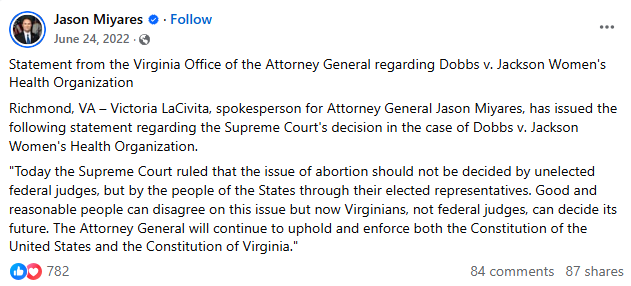 Jason Miyares · Follow
June 24, 2022 ·
Statement from the Virginia Office of the Attorney General regarding Dobbs v. Jackson Women's
Health Organization
Richmond, VA – Victoria LaCivita, spokesperson for Attorney General Jason Miyares, has issued the
following statement regarding the Supreme Court's decision in the case of Dobbs v. Jackson
Women's Health Organization.
"Today the Supreme Court ruled that the issue of abortion should not be decided by unelected
federal judges, but by the people of the States through their elected representatives. Good and
reasonable people can disagree on this issue but now Virginians, not federal judges, can decide its
future. The Attorney General will continue to uphold and enforce both the Constitution of the
United States and the Constitution of Virginia."
782 84 comments 87 shares